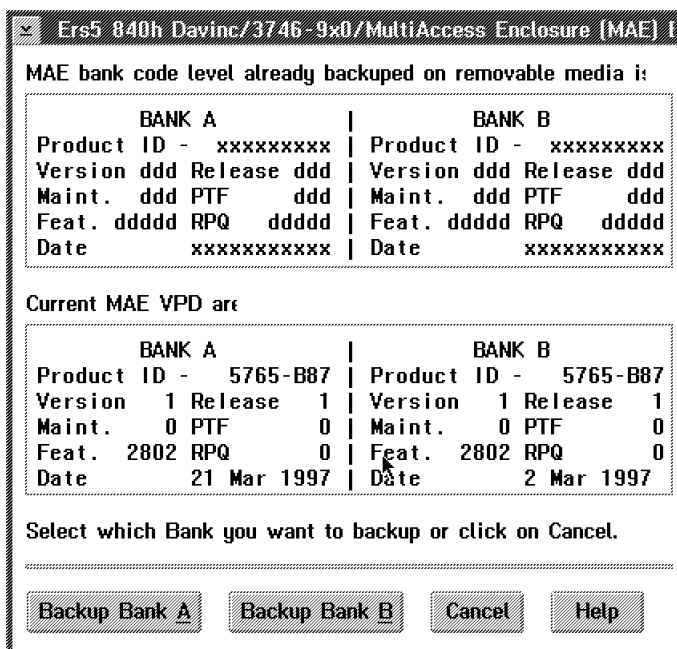 Ers5 840h Davinc/3746-9x0/MultiAccess Enclosure (MAE)
MAE bank code level already backuped on removable media is
BANK A | BANK B
Product ID - xxxxxxxxx | Product ID - xxxxxxxxx
Version ddd Release ddd | Version ddd Release ddd
Maint. ddd PTF ddd | Maint. ddd PTF ddd
Feat. ddddd RPQ ddddd | Feat. ddddd RPQ ddddd
Date xxxxxxxxxxx | Date xxxxxxxxxxx
Current MAE VPD are
BANK A | BANK B
Product ID - 5765-B87 | Product ID - 5765-B87
Version 1 Release 1 | Version 1 Release 1
Maint. 0 PTF 0 | Maint. 0 PTF 0
Feat. 2802 RPQ 0 | Feat. 2802 RPQ 0
Date 21 Mar 1997 | Date 2 Mar 1997
Select which Bank you want to backup or click on Cancel.
Backup Bank A Backup Bank B Cancel Help